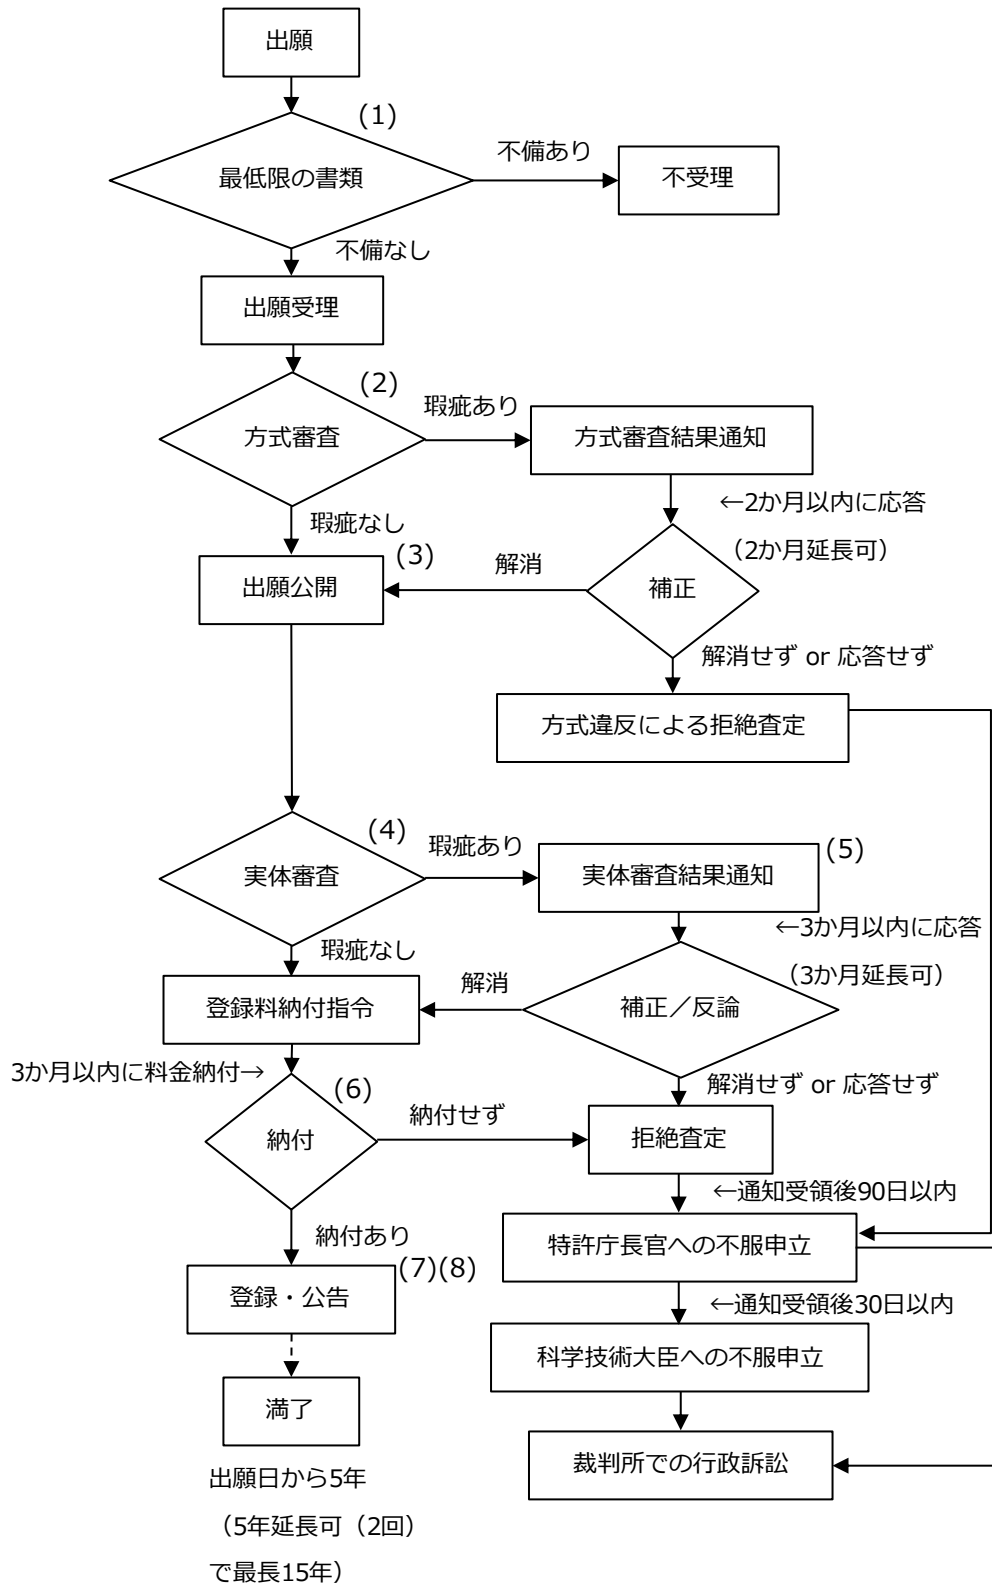 出願
(1)
最低限の書類
不備あり
不受理
不備なし
出願受理
(2)
方式審査
瑕疵あり
方式審査結果通知
←2か月以内に応答
（2か月延長可）
瑕疵なし
(3)
出願公開
解消
補正
解消せず or 応答せず
方式違反による拒絶査定
(4)
実体審査
瑕疵あり
実体審査結果通知
(5)
←3か月以内に応答
（3か月延長可）
瑕疵なし
登録料納付指令
解消
補正／反論
3か月以内に料金納付→
解消せず or 応答せず
(6)
納付
納付せず
拒絶査定
←通知受領後90日以内
納付あり
特許庁長官への不服申立
(7)(8)
登録・公告
←通知受領後30日以内
科学技術大臣への不服申立
満了
裁判所での行政訴訟
出願日から5年
（5年延長可（2回）
で最長15年）